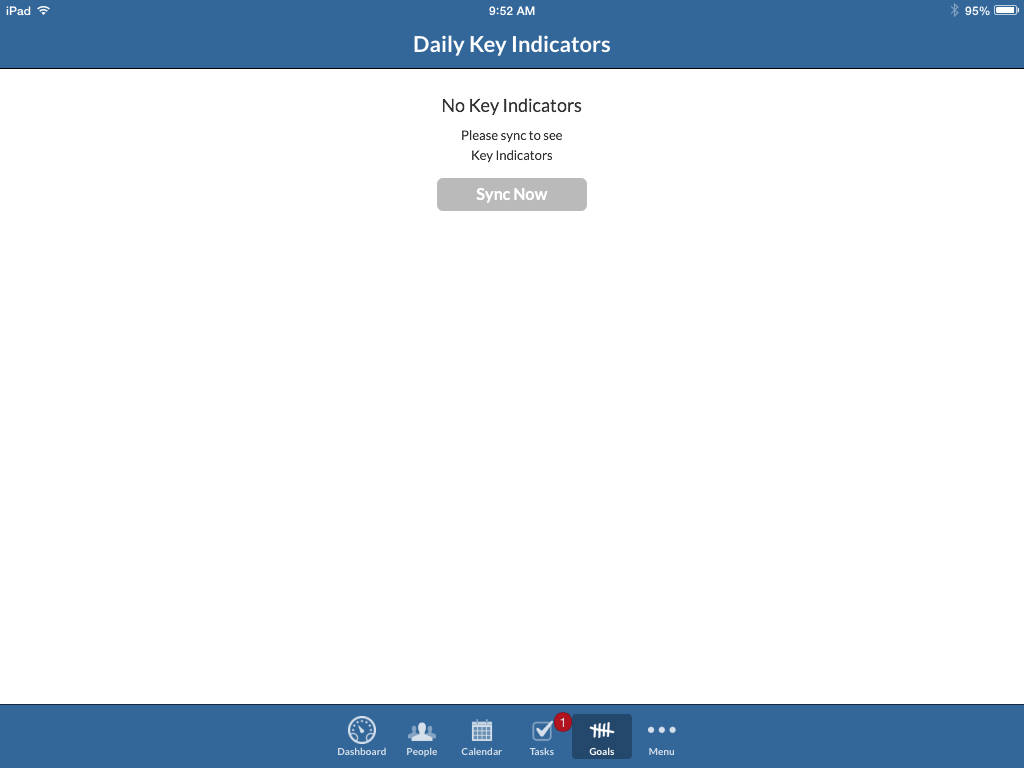 iPad 9:52 AM 95%
Daily Key Indicators
No Key Indicators
Please sync to see
Key Indicators
Sync Now
1
Dashboard People Calendar Tasks Goals Menu